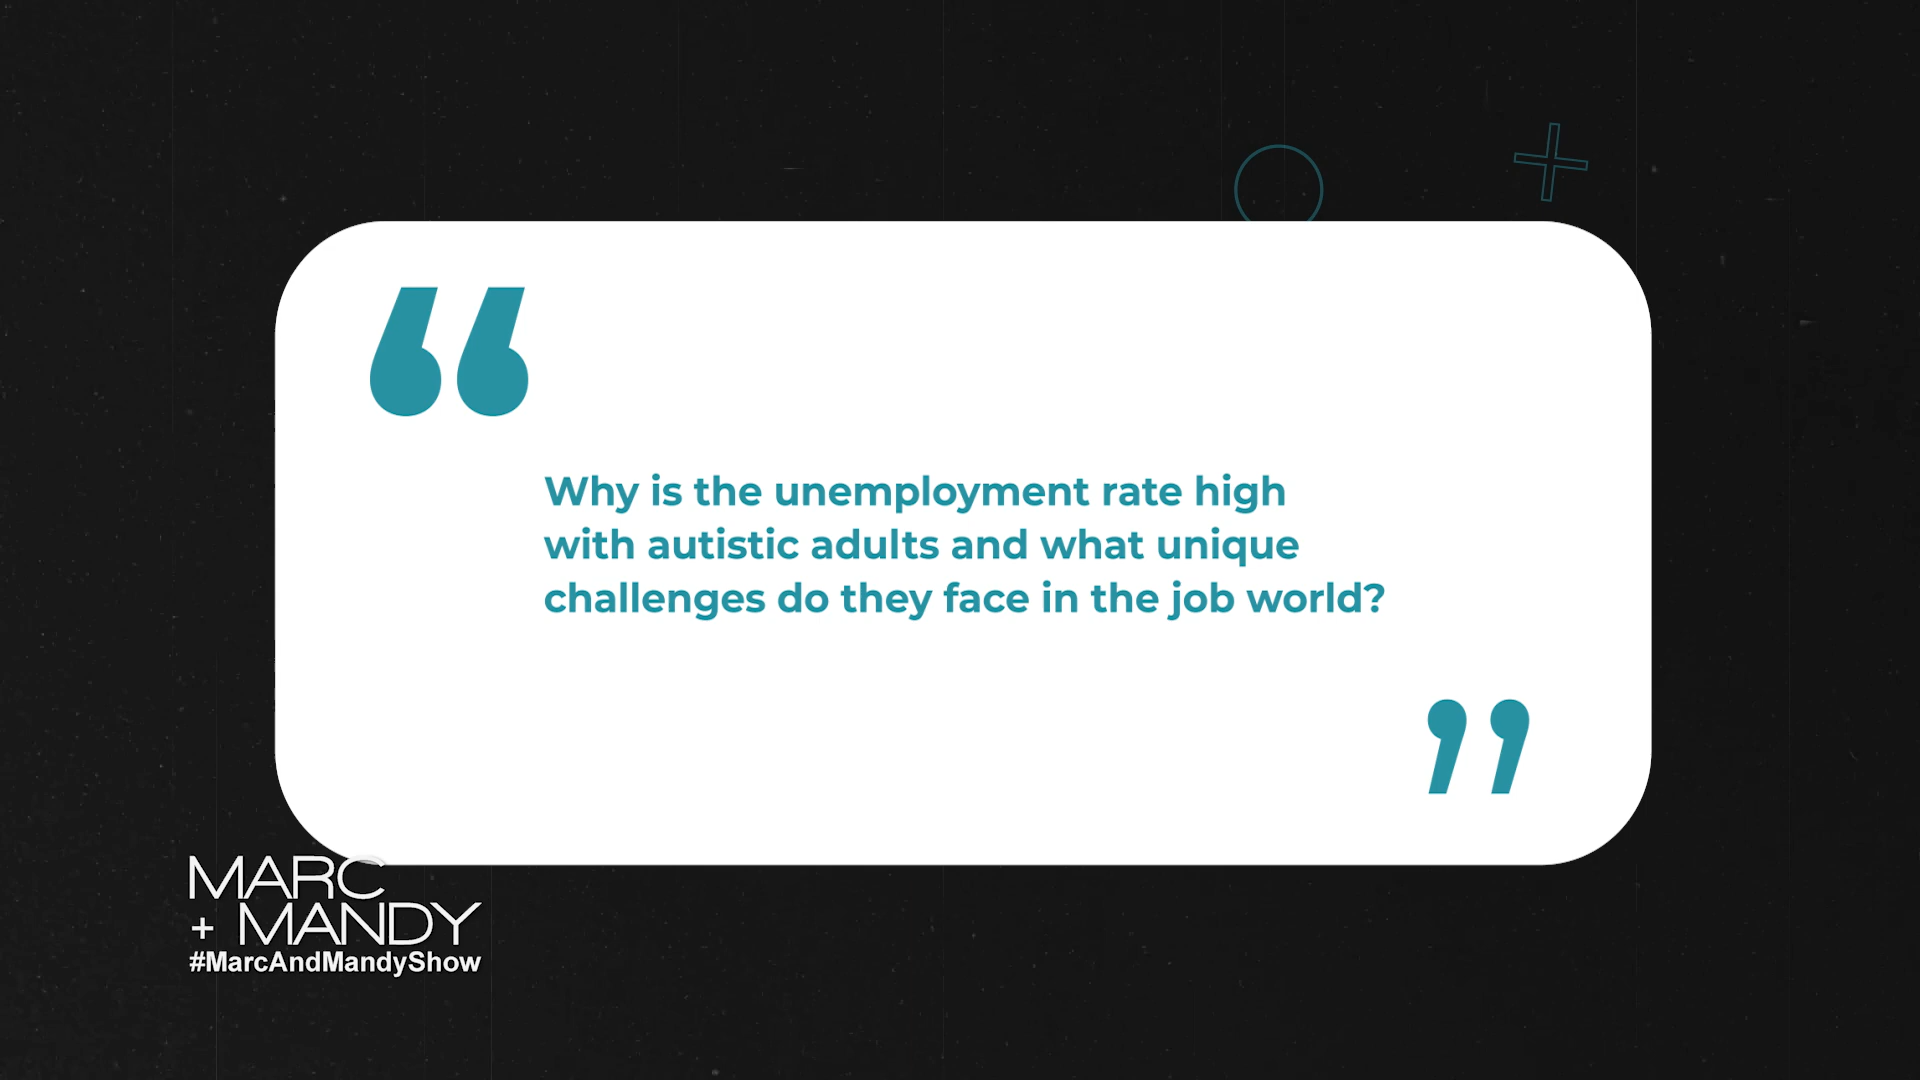 Why is the unemployment rate high
with autistic adults and what unique
challenges do they face in the job world?
MARC
+ MANDY
#MarcAndMandyShow